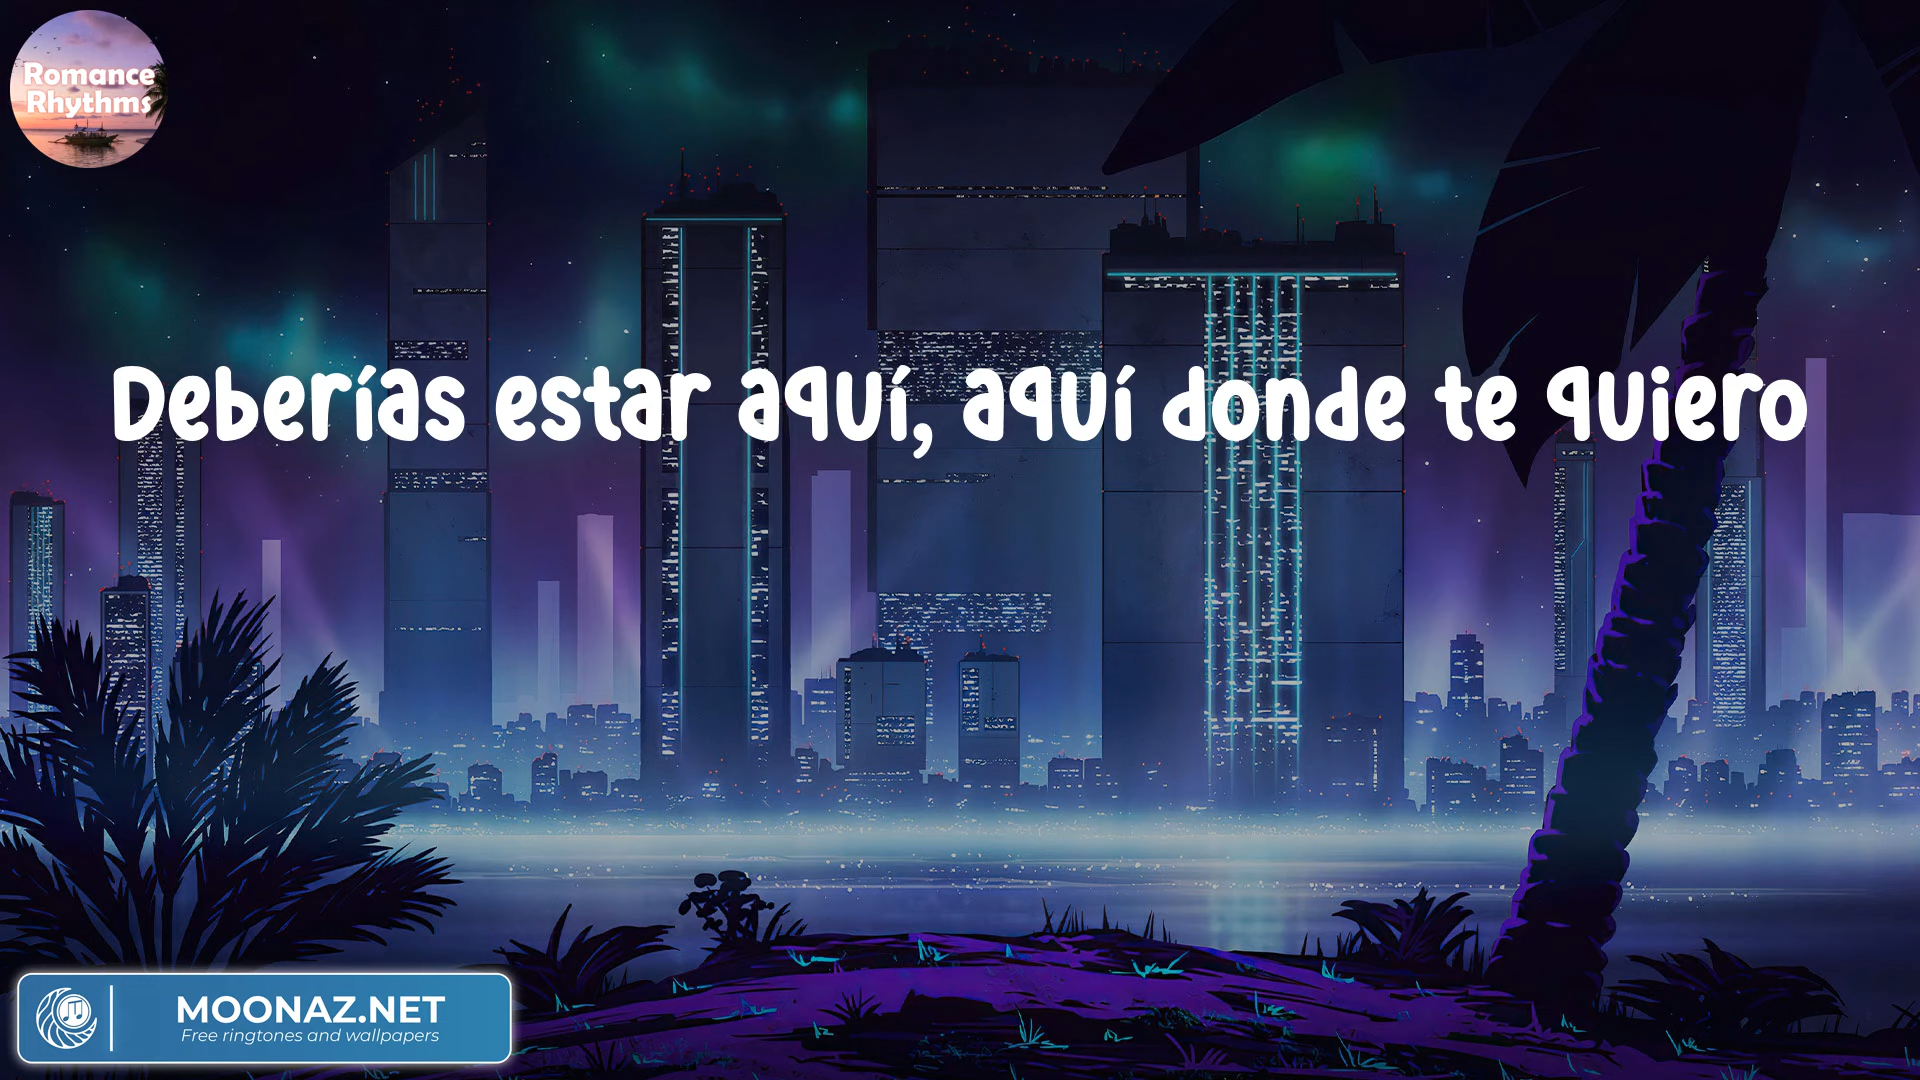 Romance
Rhythms
Deberías estar aquí, aquí donde te quiero
MOONAZ.NET
Free ringtones and wallpapers